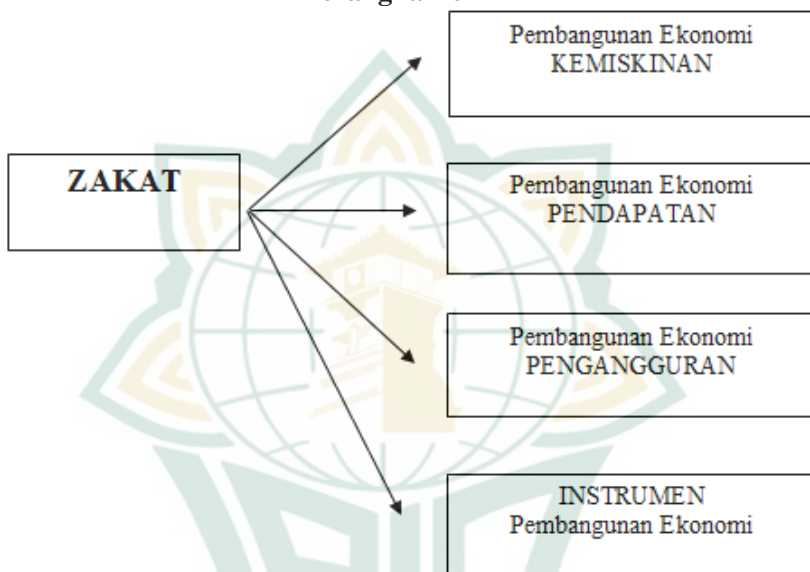 ZAKAT
Pembangunan Ekonomi
KEMISKINAN
Pembangunan Ekonomi
PENDAPATAN
Pembangunan Ekonomi
PENGANGGURAN
INSTRUMEN
Pembangunan Ekonomi